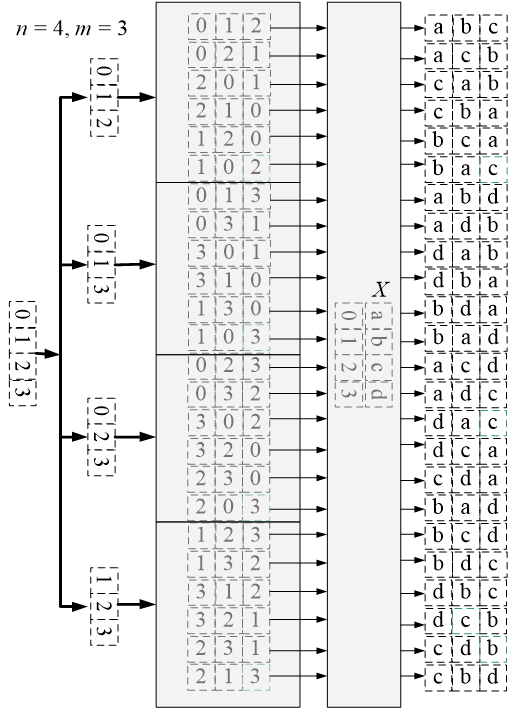 n = 4, m = 3
0 1 2 3
0 1 2
0 1 3
0 2 3
1 2 3
0 1 2
0 2 1
2 0 1
2 1 0
1 2 0
1 0 2
0 1 3
0 3 1
3 0 1
3 1 0
1 3 0
1 0 3
0 2 3
0 3 2
3 0 2
3 2 0
2 3 0
2 0 3
1 2 3
1 3 2
3 1 2
3 2 1
2 3 1
2 1 3
X
a b c d
0 1 2 3
a b c
a c b
c a b
c b a
b c a
b a c
a b d
a d b
d a b
d b a
b d a
b a d
a c d
a d c
d a c
d c a
c d a
b a d
b c d
b d c
d b c
d c b
c d b
c b d